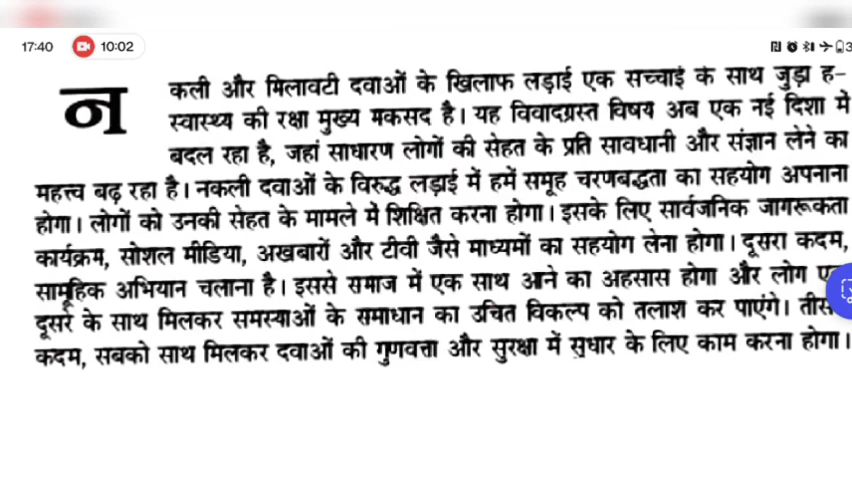 17:40 10:02
नकली और मिलावटी दवाओं के खिलाफ लड़ाई एक सच्चाई के साथ जुड़ा ह-
स्वास्थ्य की रक्षा मुख्य मकसद है। यह विवादग्रस्त विषय अब एक नई दिशा में
बदल रहा है, जहां साधारण लोगों की सेहत के प्रति सावधानी और संज्ञान लेने का
महत्त्व बढ़ रहा है। नकली दवाओं के विरुद्ध लड़ाई में हमें समूह चरणबद्धता का सहयोग अपनाना
होगा। लोगों को उनकी सेहत के मामले में शिक्षित करना होगा। इसके लिए सार्वजनिक जागरूकता
कार्यक्रम, सोशल मीडिया, अखबारों और टीवी जैसे माध्यमों का सहयोग लेना होगा। दूसरा कदम,
सामूहिक अभियान चलाना है। इससे समाज में एक साथ आने का अहसास होगा और लोग
दूसरे के साथ मिलकर समस्याओं के समाधान का उचित विकल्प को तलाश कर पाएंगे।
कदम, सबको साथ मिलकर दवाओं की गुणवत्ता और सुरक्षा में सुधार के लिए काम करना होगा।